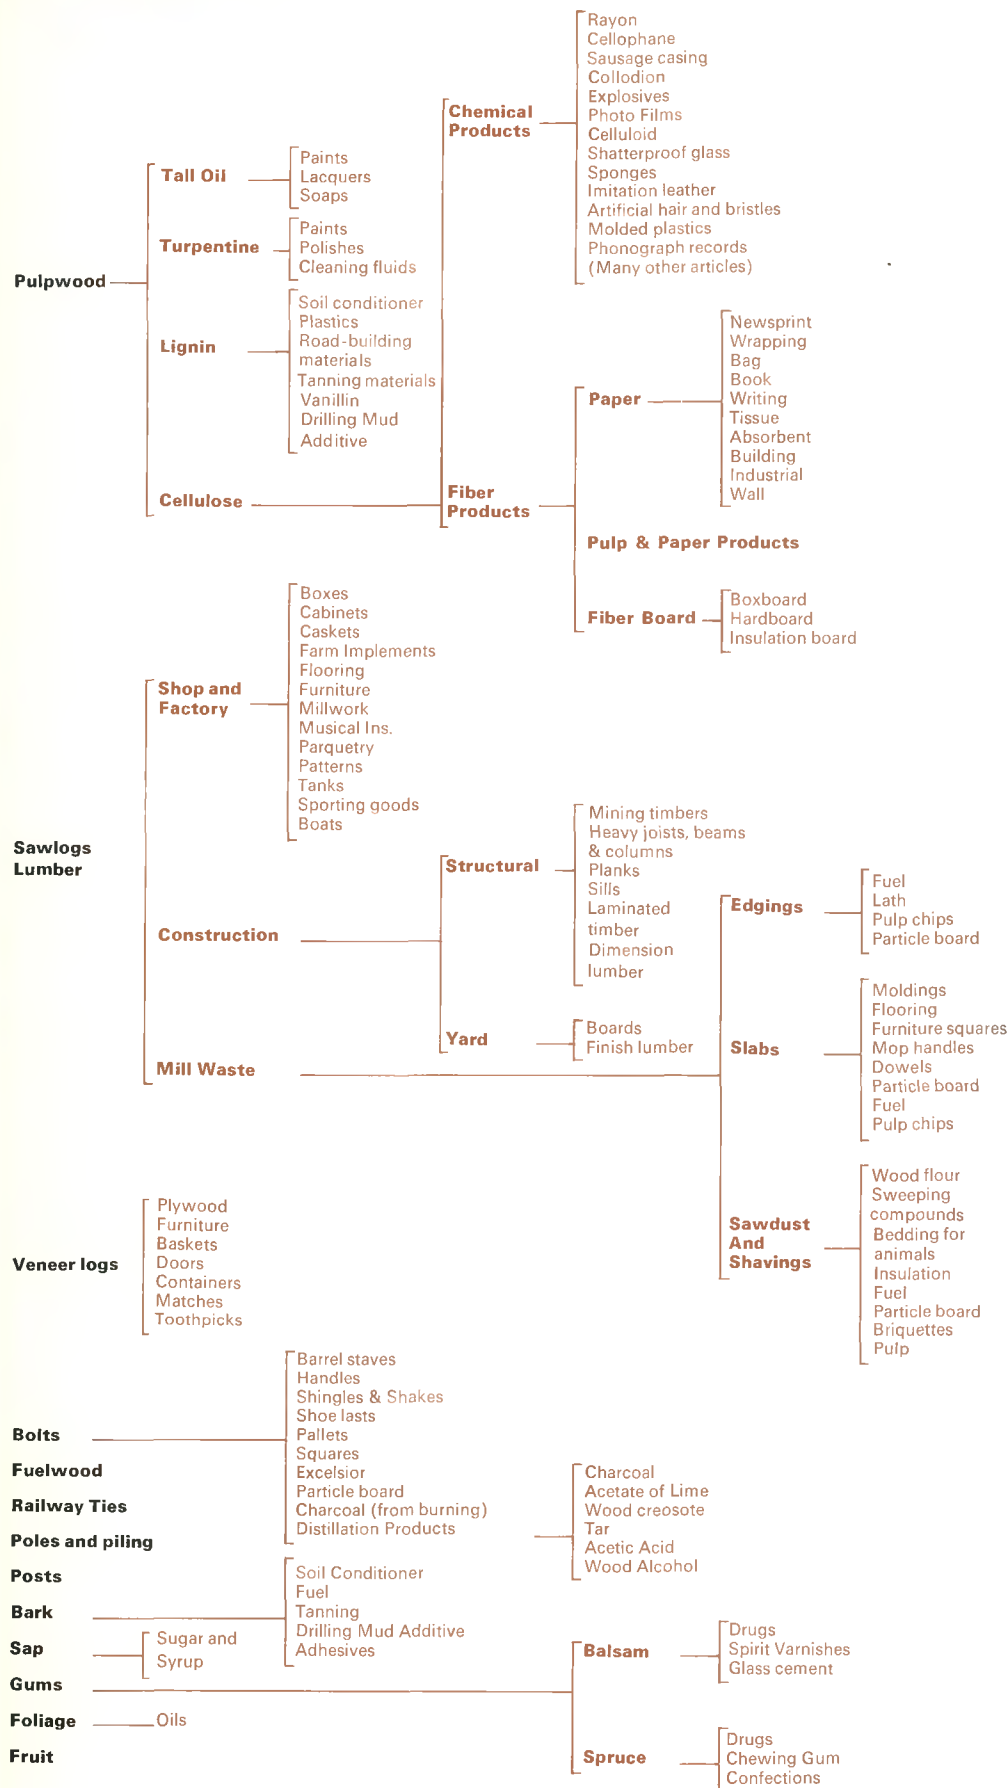 Pulpwood
Tall Oil
Paints
Lacquers
Soaps
Turpentine
Paints
Polishes
Cleaning fluids
Lignin
Soil conditioner
Plastics
Road-building
materials
Tanning materials
Vanillin
Drilling Mud
Additive
Cellulose
Chemical
Products
Rayon
Cellophane
Sausage casing
Collodion
Explosives
Photo Films
Celluloid
Shatterproof glass
Sponges
Imitation leather
Artificial hair and bristles
Molded plastics
Phonograph records
(Many other articles)
Fiber
Products
Paper
Newsprint
Wrapping
Bag
Book
Writing
Tissue
Absorbent
Building
Industrial
Wall
Pulp & Paper Products
Fiber Board
Boxboard
Hardboard
Insulation board
Sawlogs
Lumber
Shop and
Factory
Boxes
Cabinets
Caskets
Farm Implements
Flooring
Furniture
Millwork
Musical Ins.
Parquetry
Patterns
Tanks
Sporting goods
Boats
Construction
Structural
Mining timbers
Heavy joists, beams
& columns
Planks
Sills
Laminated
timber
Dimension
lumber
Yard
Boards
Finish lumber
Mill Waste
Edgings
Fuel
Lath
Pulp chips
Particle board
Slabs
Moldings
Flooring
Furniture squares
Mop handles
Dowels
Particle board
Fuel
Pulp chips
Sawdust
And
Shavings
Wood flour
Sweeping
compounds
Bedding for
animals
Insulation
Fuel
Particle board
Briquettes
Pulp
Veneer logs
Plywood
Furniture
Baskets
Doors
Containers
Matches
Toothpicks
Bolts
Barrel staves
Handles
Shingles & Shakes
Shoe lasts
Pallets
Squares
Excelsior
Particle board
Charcoal (from burning)
Distillation Products
Charcoal
Acetate of Lime
Wood creosote
Tar
Acetic Acid
Wood Alcohol
Fuelwood
Railway Ties
Poles and piling
Posts
Bark
Soil Conditioner
Fuel
Tanning
Drilling Mud Additive
Adhesives
Sap
Sugar and
Syrup
Gums
Balsam
Drugs
Spirit Varnishes
Glass cement
Spruce
Drugs
Chewing Gum
Confections
Foliage
Oils
Fruit